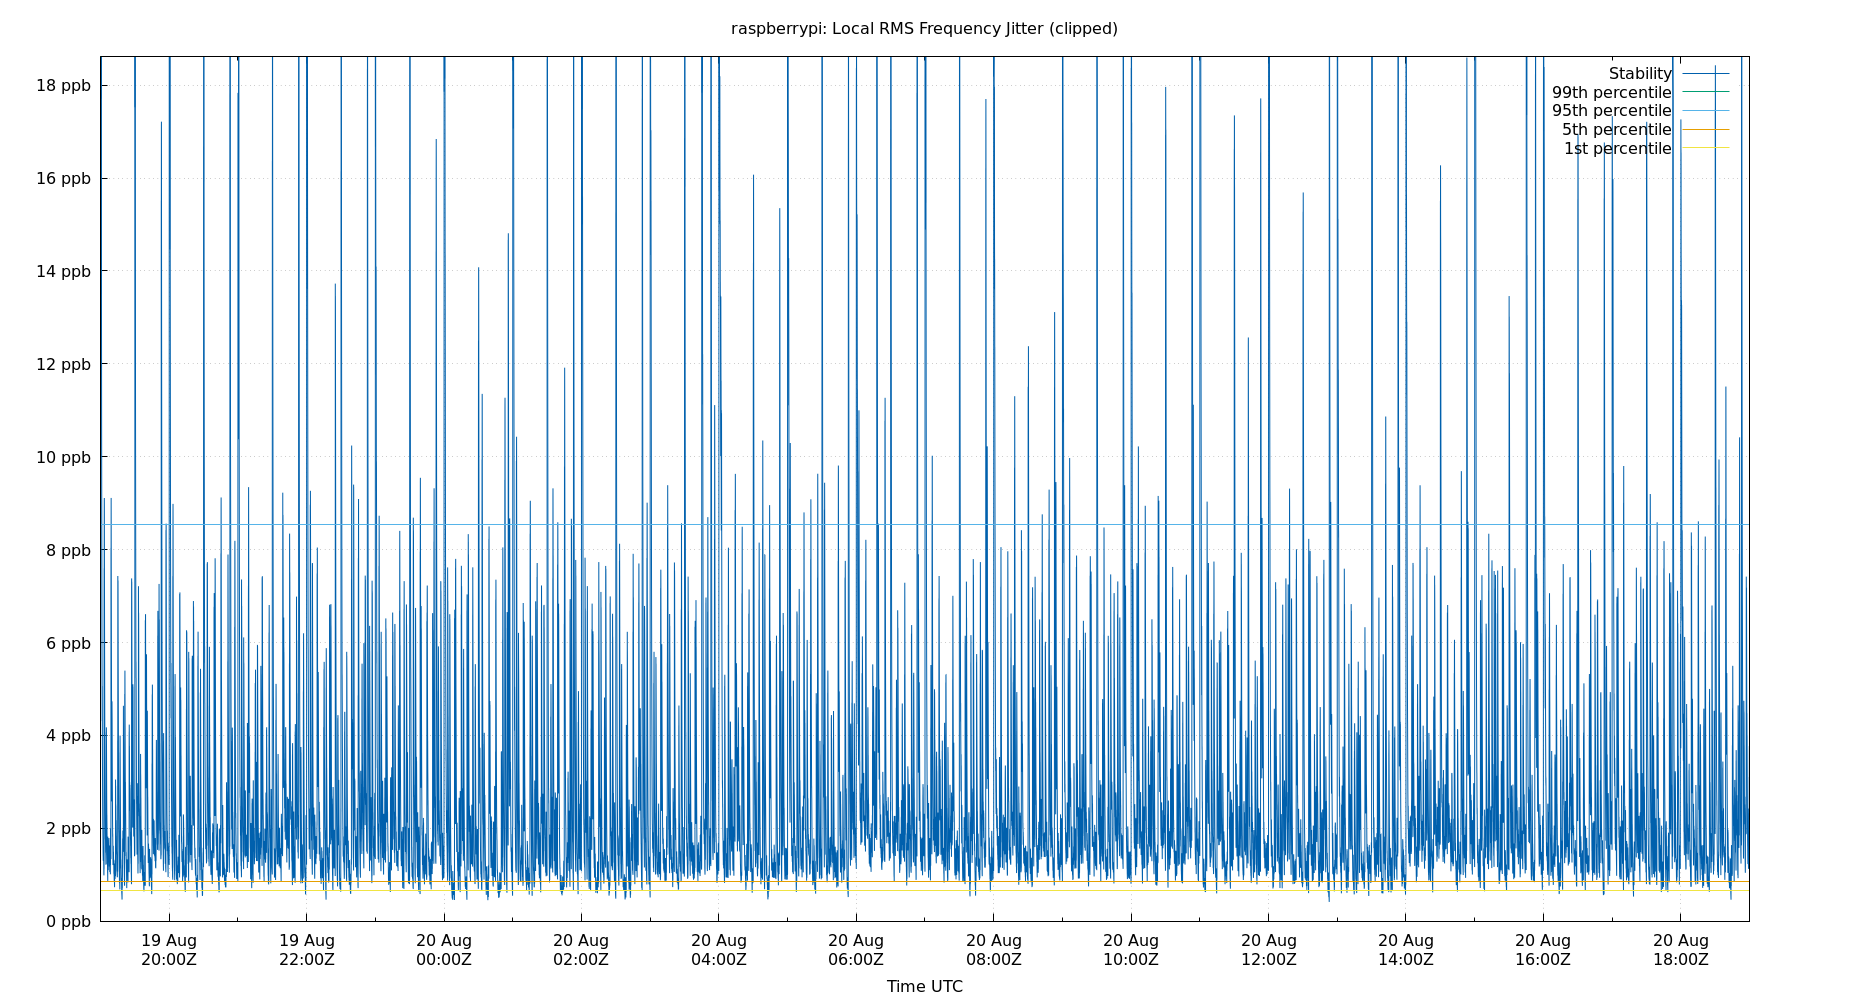 raspberrypi: Local RMS Frequency Jitter (clipped)
18 ppb
16 ppb
14 ppb
12 ppb
10 ppb
8 ppb
6 ppb
4 ppb
2 ppb
0 ppb
Stability
99th percentile
95th percentile
5th percentile
1st percentile
19 Aug 19 Aug 20 Aug 20 Aug 20 Aug 20 Aug 20 Aug 20 Aug 20 Aug 20 Aug 20 Aug 20 Aug
20:00Z 22:00Z 00:00Z 02:00Z 04:00Z 06:00Z 08:00Z 10:00Z 12:00Z 14:00Z 16:00Z 18:00Z
Time UTC